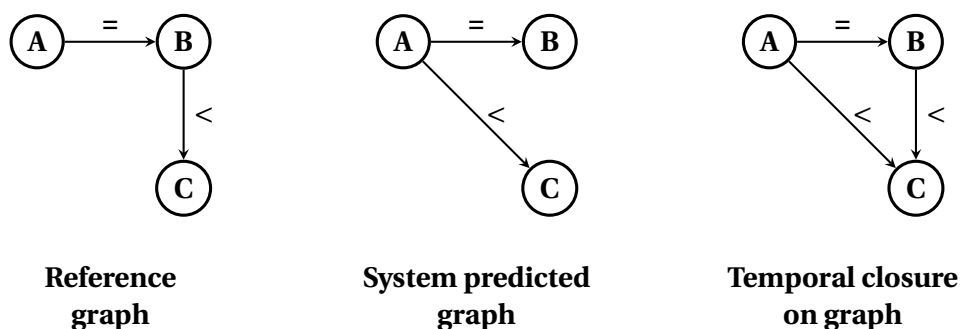 A = B
<
C
Reference
graph
A = B
<
C
System predicted
graph
A = B
< <
C
Temporal closure
on graph